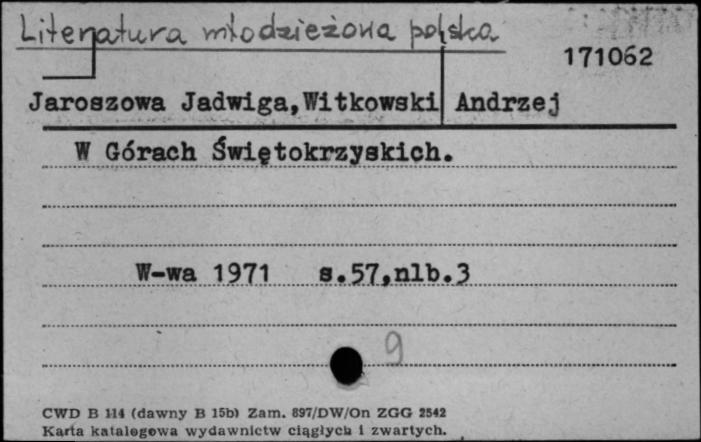 Literatura młodzieżowa polska
171062
Jaroszowa Jadwiga,Witkowski Andrzej
W Górach Świętokrzyskich.
W-wa 1971 s.57,nlb.3
9
CWD B 114 (dawny B 15b) Zam. 897/DW/On ZGG 2542
Karta katalogowa wydawnictw ciągłych i zwartych.